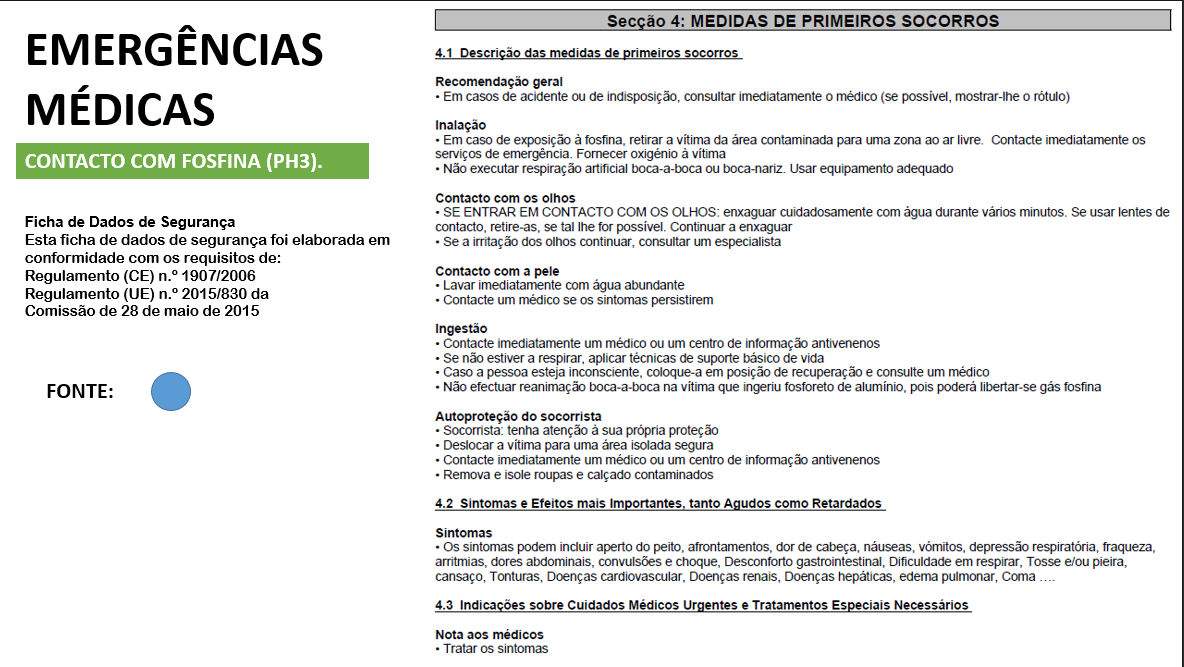 EMERGÊNCIAS
MÉDICAS
CONTACTO COM FOSFINA (PH3).
Ficha de Dados de Segurança
Esta ficha de dados de segurança foi elaborada em
conformidade com os requisitos de:
Regulamento (CE) n.º 1907/2006
Regulamento (UE) n.º 2015/830 da
Comissão de 28 de maio de 2015
FONTE:
Secção 4: MEDIDAS DE PRIMEIROS SOCORROS
4.1 Descrição das medidas de primeiros socorros
Recomendação geral
• Em casos de acidente ou de indisposição, consultar imediatamente o médico (se possível, mostrar-lhe o rótulo)
Inalação
• Em caso de exposição à fosfina, retirar a vítima da área contaminada para uma zona ao ar livre. Contacte imediatamente os
serviços de emergência. Fornecer oxigénio à vítima
• Não executar respiração artificial boca-a-boca ou boca-nariz. Usar equipamento adequado
Contacto com os olhos
• SE ENTRAR EM CONTACTO COM OS OLHOS: enxaguar cuidadosamente com água durante vários minutos. Se usar lentes de
contacto, retire-as, se tal lhe for possível. Continuar a enxaguar
• Se a irritação dos olhos continuar, consultar um especialista
Contacto com a pele
• Lavar imediatamente com água abundante
• Contacte um médico se os sintomas persistirem
Ingestão
• Contacte imediatamente um médico ou um centro de informação antivenenos
• Se não estiver a respirar, aplicar técnicas de suporte básico de vida
• Caso a pessoa esteja inconsciente, coloque-a em posição de recuperação e consulte um médico
• Não efectuar reanimação boca-a-boca na vítima que ingeriu fosforeto de alumínio, pois poderá libertar-se gás fosfina
Autoproteção do socorrista
• Socorrista: tenha atenção à sua própria proteção
• Deslocar a vítima para uma área isolada segura
• Contacte imediatamente um médico ou um centro de informação antivenenos
• Remova e isole roupas e calçado contaminados
4.2 Sintomas e Efeitos mais Importantes, tanto Agudos como Retardados
Sintomas
• Os sintomas podem incluir aperto do peito, afrontamentos, dor de cabeça, náuseas, vómitos, depressão respiratória, fraqueza,
arritmias, dores abdominais, convulsões e choque, Desconforto gastrointestinal, Dificuldade em respirar, Tosse e/ou pieira,
cansaço, Tonturas, Doenças cardiovascular, Doenças renais, Doenças hepáticas, edema pulmonar, Coma ….
4.3 Indicações sobre Cuidados Médicos Urgentes e Tratamentos Especiais Necessários
Nota aos médicos
• Tratar os sintomas